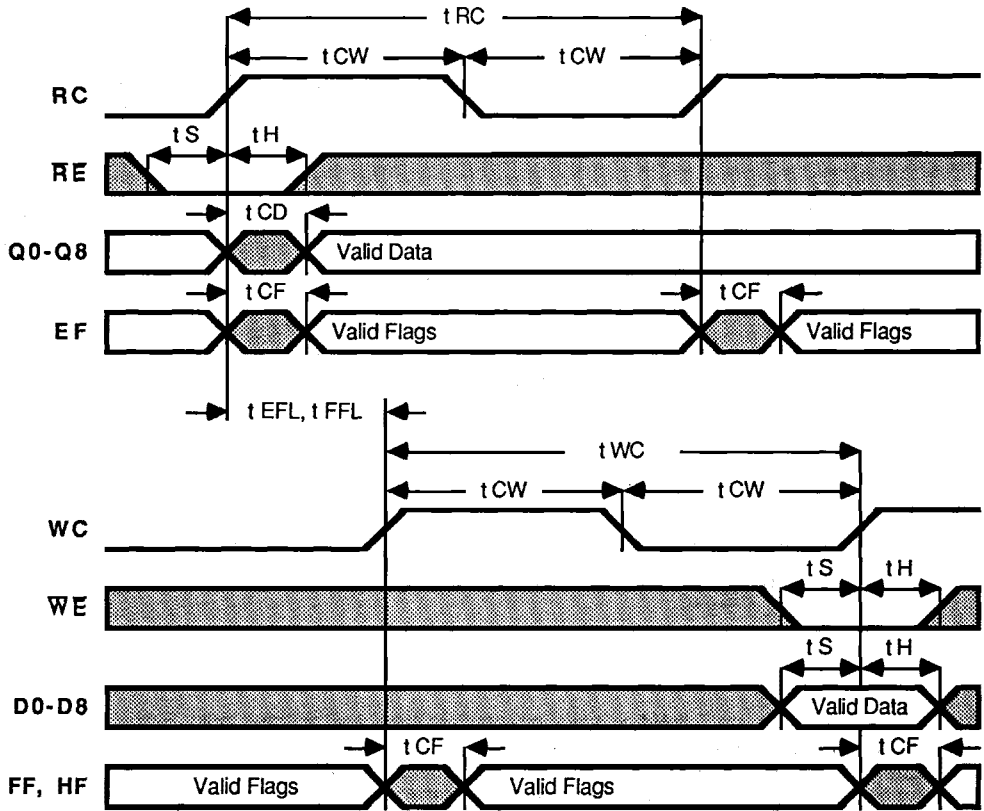 t RC
t CW t CW
RC
t S t H
RE
t CD
Q0-Q8 Valid Data
t CF t CF
EF Valid Flags Valid Flags
t EFL, t FFL
t WC
t CW t CW
WC
t S t H
WE
t S t H
D0-D8 Valid Data
t CF t CF
FF, HF Valid Flags Valid Flags